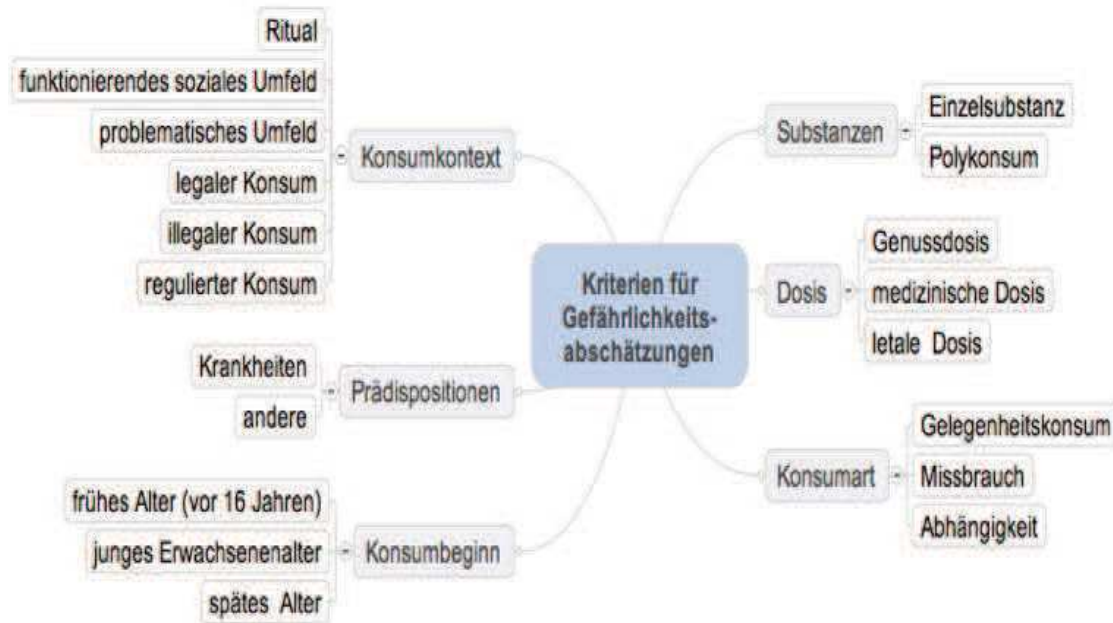 Kriterien für
Gefährlichkeits-
abschätzungen
Konsumkontext
Ritual
funktionierendes soziales Umfeld
problematisches Umfeld
legaler Konsum
illegaler Konsum
regulierter Konsum
Prädispositionen
Krankheiten
andere
Konsumbeginn
frühes Alter (vor 16 Jahren)
junges Erwachsenenalter
spätes Alter
Substanzen
Einzelsubstanz
Polykonsum
Dosis
Genussdosis
medizinische Dosis
letale Dosis
Konsumart
Gelegenheitskonsum
Missbrauch
Abhängigkeit